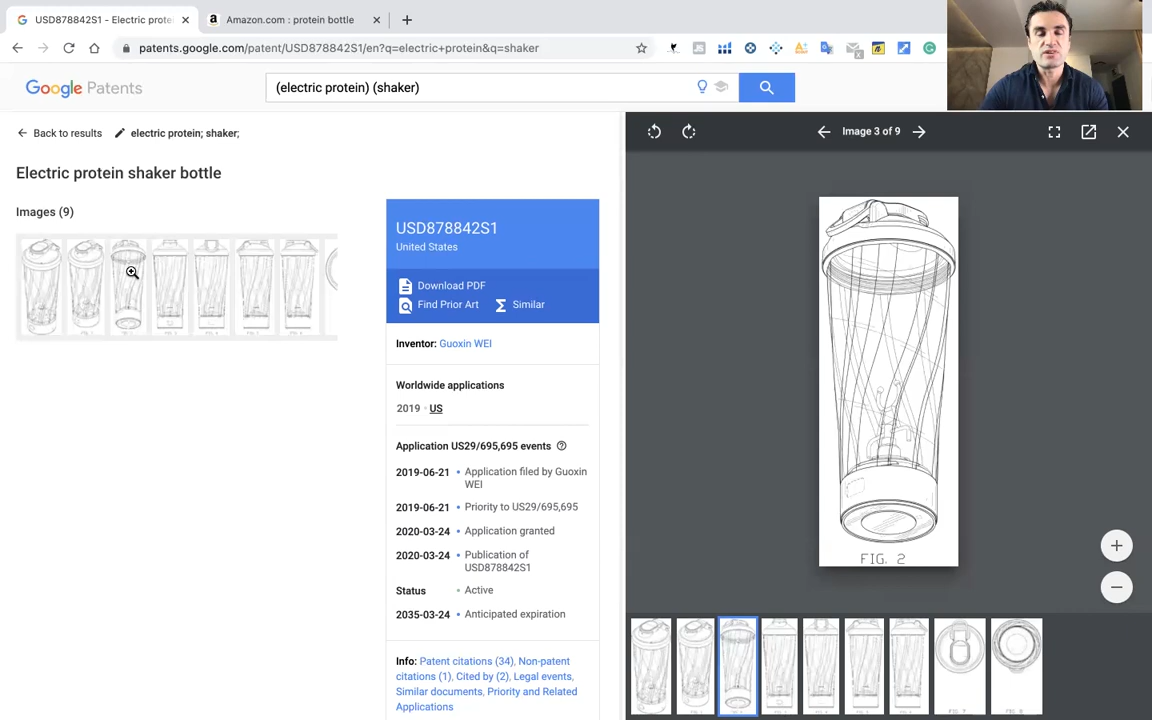 USD878842S1 - Electric prote
Amazon.com : protein bottle
patents.google.com/patent/USD878842S1/en?q=electric+protein&q=shaker
Google Patents
(electric protein) (shaker)
Back to results
electric protein; shaker;
Electric protein shaker bottle
Images (9)
USD878842S1
United States
Download PDF
Find Prior Art
Similar
Inventor: Guoxin WEI
Worldwide applications
2019 · US
Application US29/695,695 events
2019-06-21 Application filed by Guoxin
WEI
2019-06-21 Priority to US29/695,695
2020-03-24 Application granted
2020-03-24 Publication of
USD878842S1
Status Active
2035-03-24 Anticipated expiration
Info: Patent citations (34), Non-patent
citations (1), Cited by (2), Legal events,
Similar documents, Priority and Related
Applications
Image 3 of 9
FIG. 2